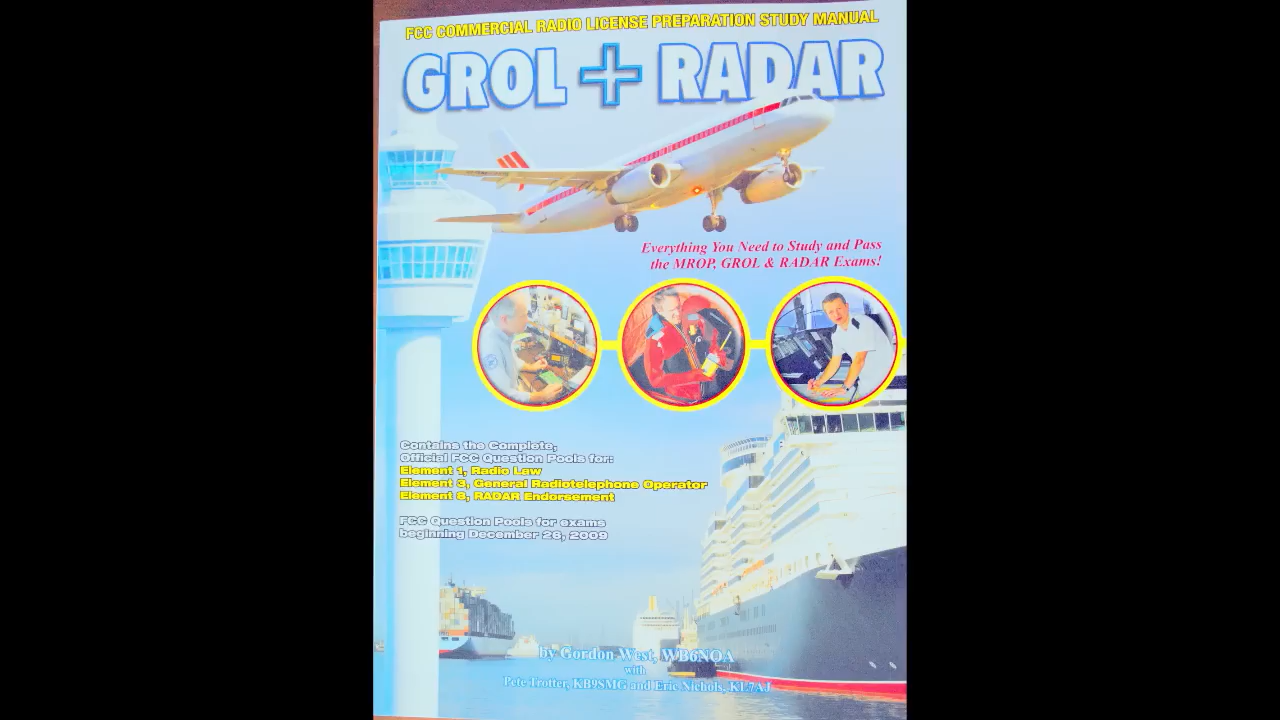 FCC COMMERCIAL RADIO LICENSE PREPARATION STUDY MANUAL
GROL + RADAR
Everything You Need to Study and Pass
the MROP, GROL & RADAR Exams!
Contains the Complete,
Official FCC Question Pools for:
Element 1, Radio Law
Element 3, General Radiotelephone Operator
Element 8, RADAR Endorsement
FCC Question Pools for exams
beginning December 26, 2009
by Gordon West, WB6NOA
with
Pete Trotter, KB9SMG and Eric Nichols, KL7AJ